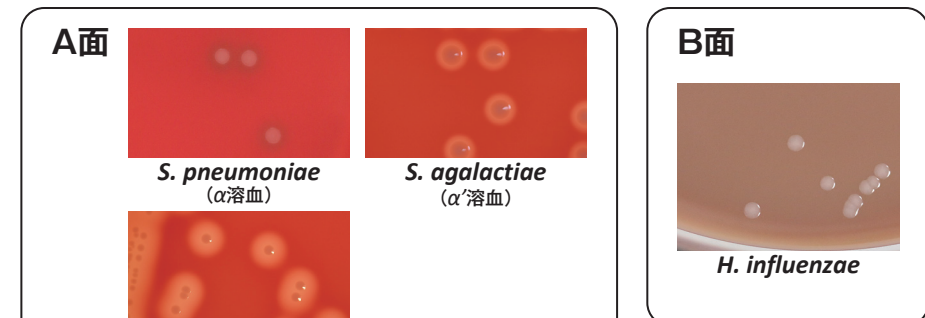 A面
S. pneumoniae
（α溶血）
S. agalactiae
（α’溶血）
B面
H. influenzae